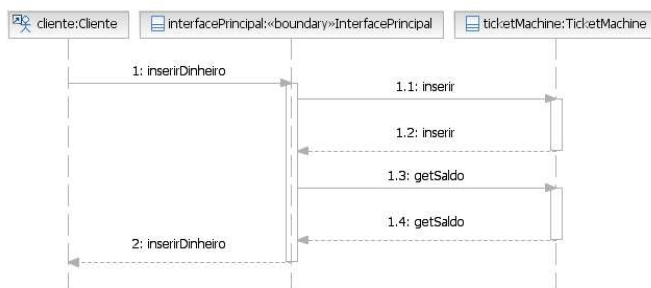 cliente:Cliente
interfacePrincipal:«boundary»InterfacePrincipal
ticketMachine:TicketMachine
1: inserirDinheiro
1.1: inserir
1.2: inserir
1.3: getSaldo
1.4: getSaldo
2: inserirDinheiro